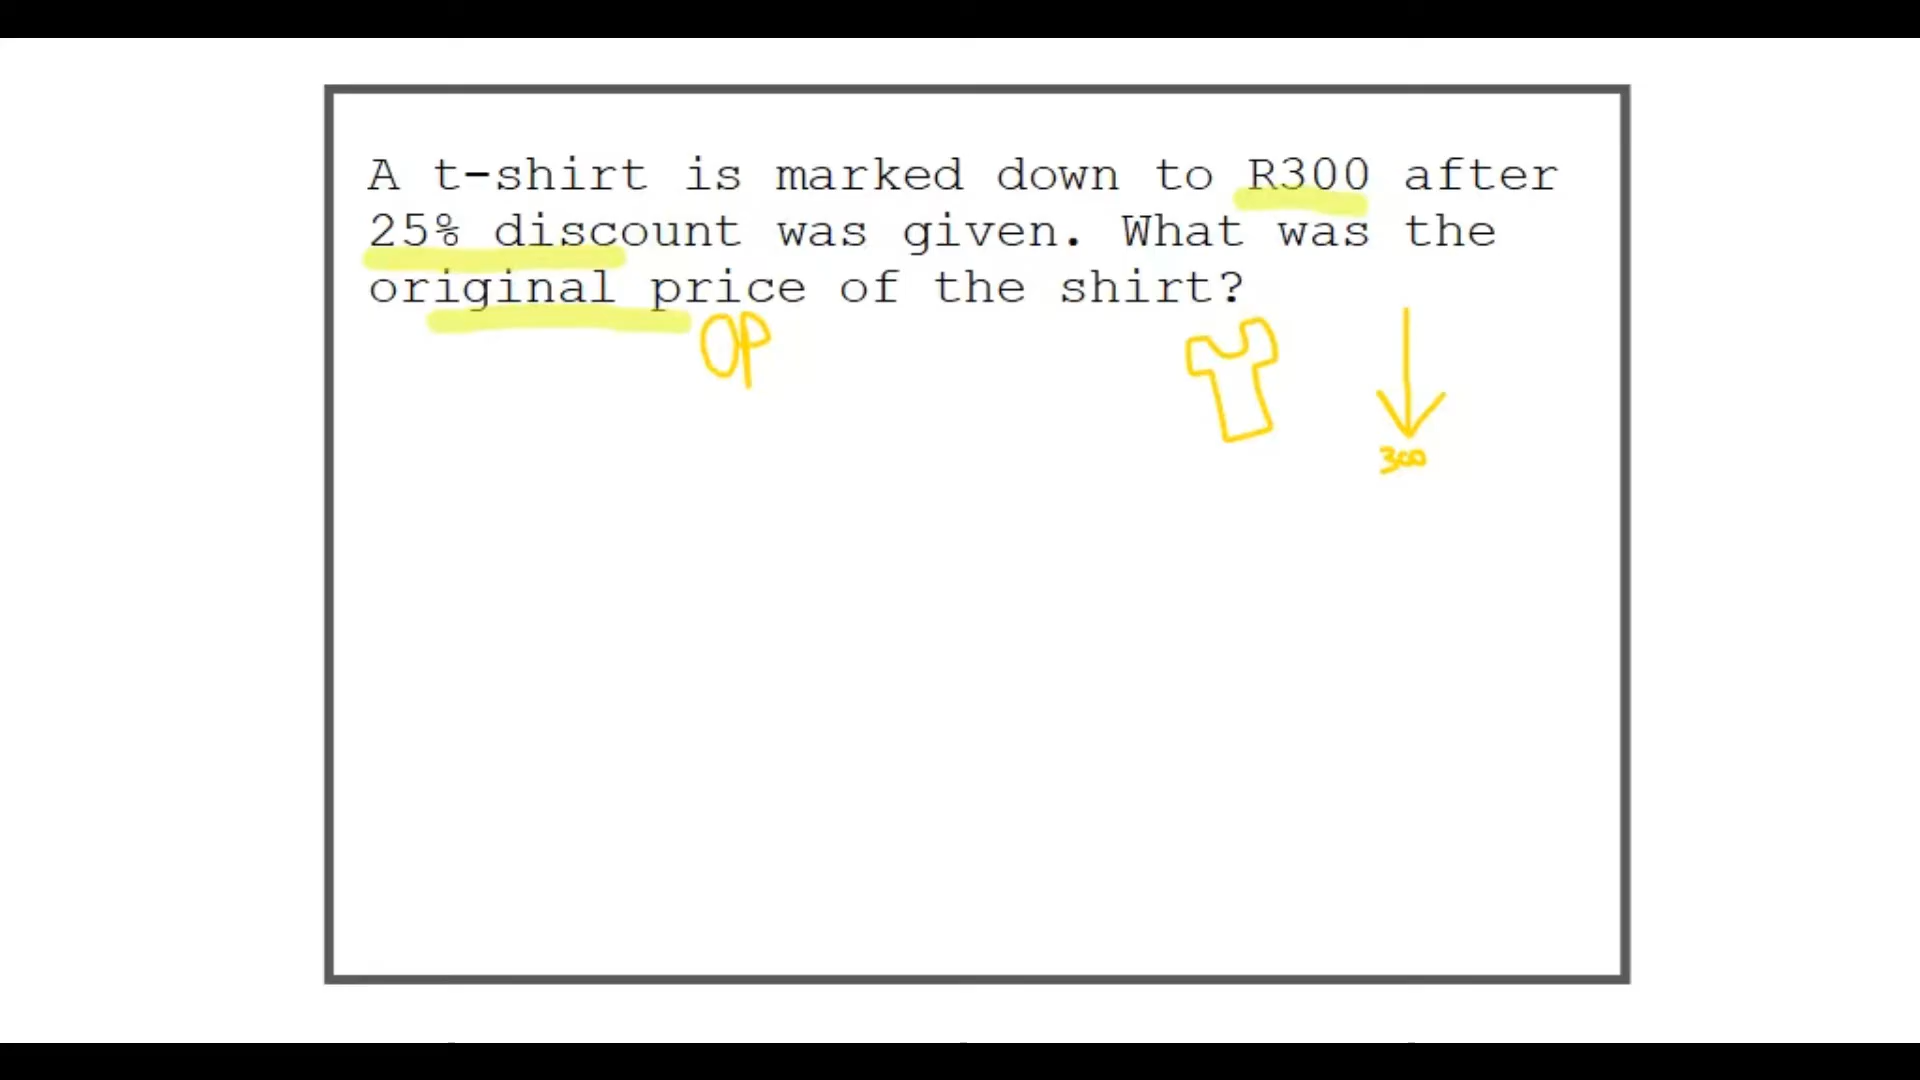 A t-shirt is marked down to R300 after
25% discount was given. What was the
original price of the shirt?
OP
300